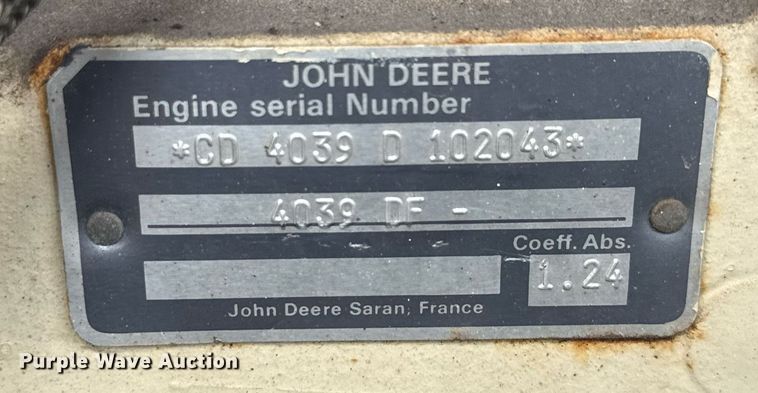 JOHN DEERE
Engine serial Number
*CD 4039 D 102043*
4039 DF -
Coeff. Abs.
1.24
John Deere Saran, France
Purple Wave Auction